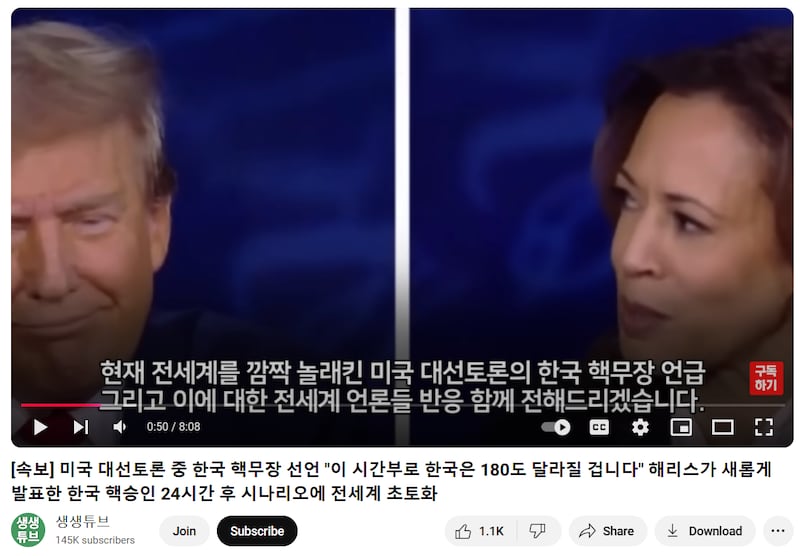 현재 전세계를 깜짝 놀래킨 미국 대선토론의 한국 핵무장 언급
그리고 이에 대한 전세계 언론들 반응 함께 전해드리겠습니다.
구독
하기
0:50 / 8:08
CC
[속보] 미국 대선토론 중 한국 핵무장 선언 "이 시간부로 한국은 180도 달라질 겁니다" 해리스가 새롭게
발표한 한국 핵승인 24시간 후 시나리오에 전세계 초토화
생생
튜브
생생튜브
145K subscribers
Join
Subscribe
1.1K
Share
Download